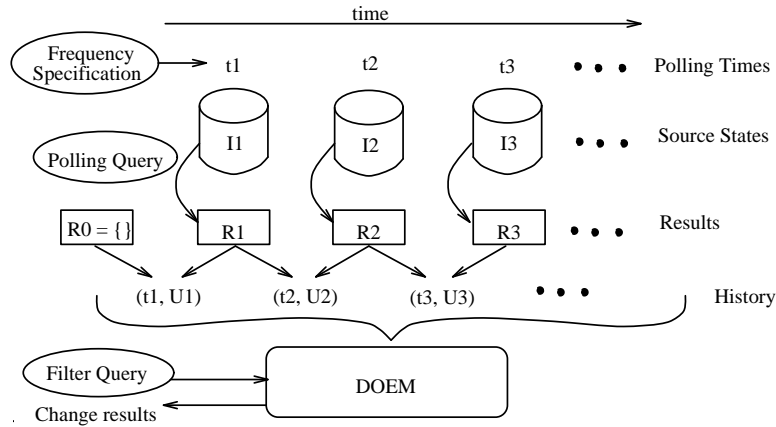 time
Frequency
Specification
t1 t2 t3 Polling Times
I1 I2 I3 Source States
Polling Query
R0 = {} R1 R2 R3 Results
(t1, U1) (t2, U2) (t3, U3) History
Filter Query
DOEM
Change results